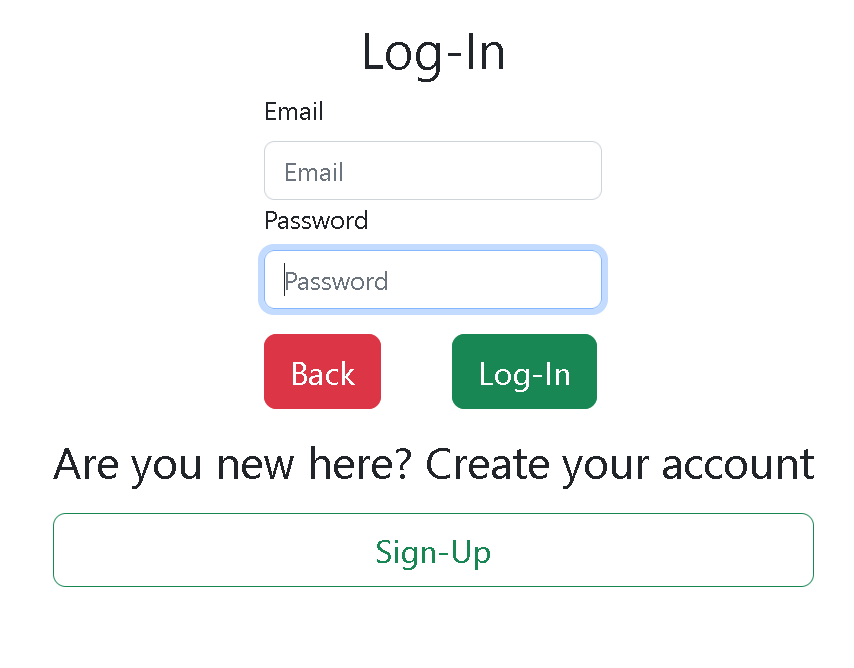 Log-In
Email
Email
Password
Password
Back Log-In
Are you new here? Create your account
Sign-Up